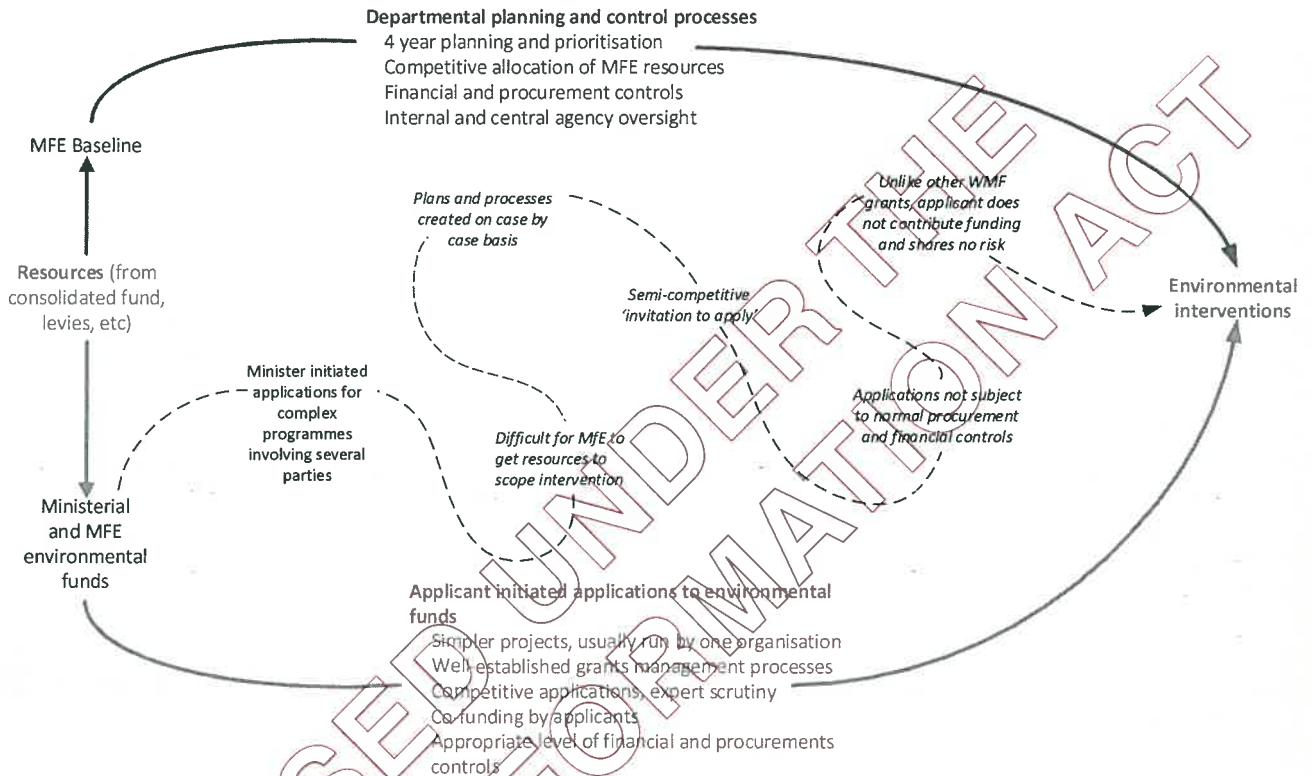 Departmental planning and control processes
4 year planning and prioritisation
Competitive allocation of MFE resources
Financial and procurement controls
Internal and central agency oversight
MFE Baseline
Resources (from
consolidated fund,
levies, etc)
Ministerial
and MFE
environmental
funds
Minister initiated
applications for
complex
programmes
involving several
parties
Plans and processes
created on case by
case basis
Difficult for MfE to
get resources to
scope intervention
Semi-competitive
‘invitation to apply’
Unlike other WMF
grants, applicant does
not contribute funding
and shares no risk
Applications not subject
to normal procurement
and financial controls
Environmental
interventions
Applicant initiated applications to environmental
funds
Simpler projects, usually run by one organisation
Well-established grants management processes
Competitive applications, expert scrutiny
Co-funding by applicants
Appropriate level of financial and procurements
controls
SED UNDER THE
FORMATION ACT